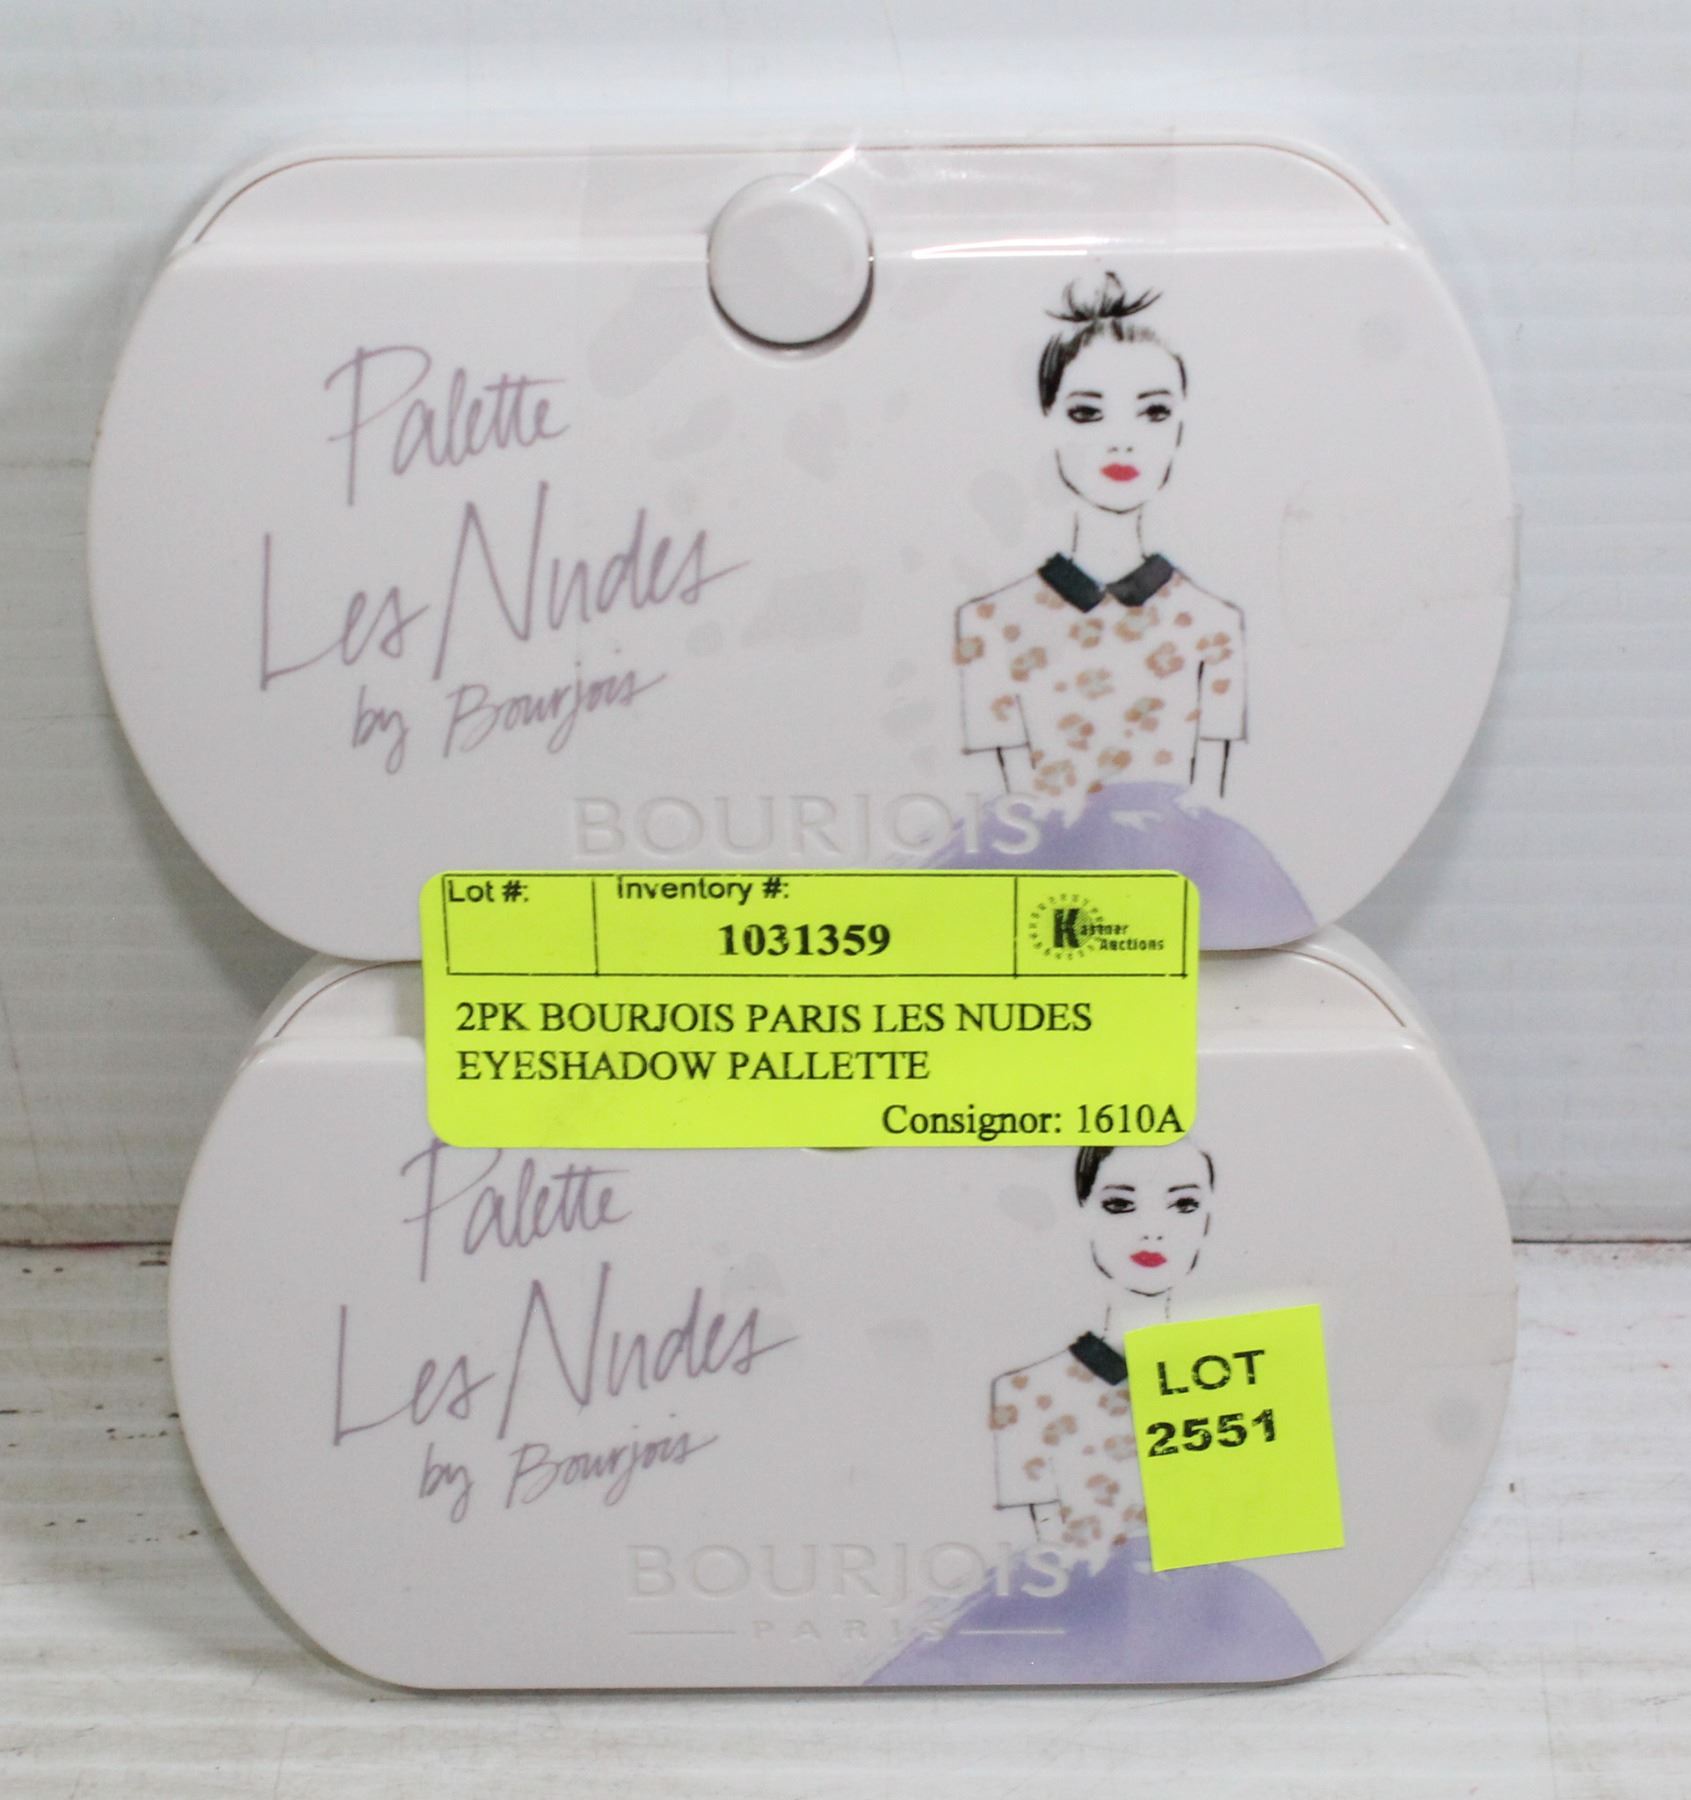 Palette
Les Nudes
by Bourjois
BOURJOIS
Lot #:
Inventory #:
1031359
Kastner
Auctions
2PK BOURJOIS PARIS LES NUDES
EYESHADOW PALLETTE
Consignor: 1610A
Palette
Les Nudes
by Bourjois
LOT
2551
BOURJOIS
PARIS